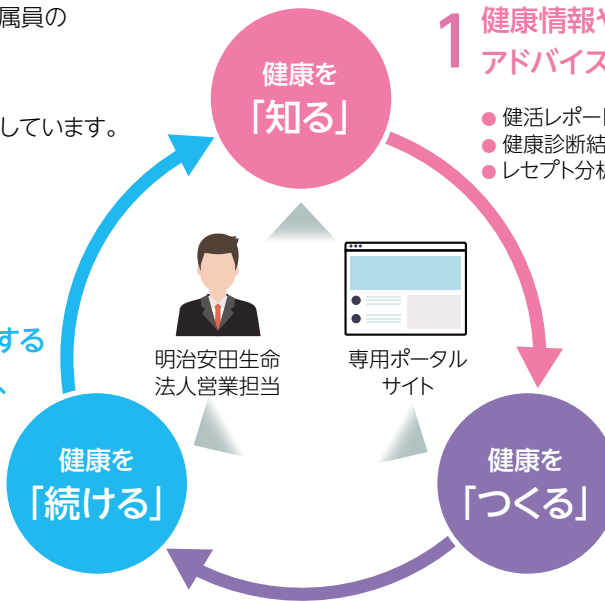 属員の
しています。
健康を
「知る」
1
健康情報
アドバイス
● 健活レポー
● 健康診断結
● レセプト分
明治安田生命
法人営業担当
専用ポータル
サイト
する
、
健康を
「続ける」
健康を
「つくる」